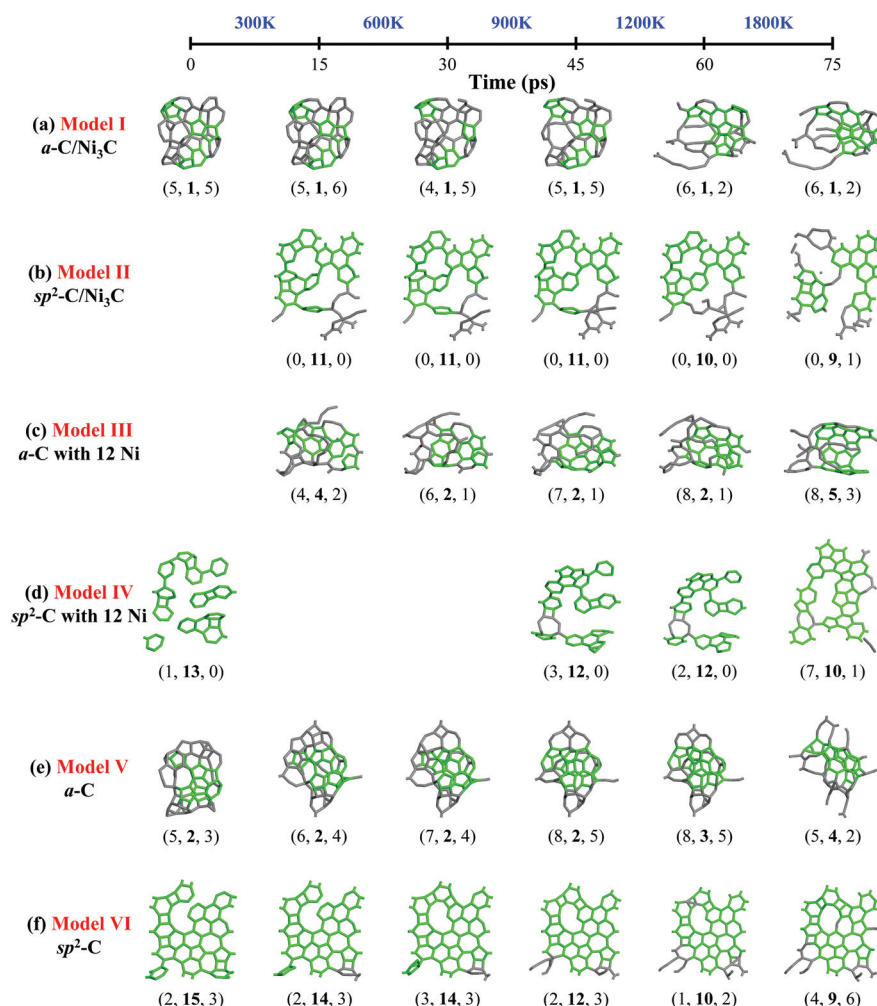 300K 600K 900K 1200K 1800K
0 15 30 45 60 75
Time (ps)
(a) Model I
a-C/Ni₃C
(5, 1, 5) (5, 1, 6) (4, 1, 5) (5, 1, 5) (6, 1, 2) (6, 1, 2)
(b) Model II
sp²-C/Ni₃C
(0, 11, 0) (0, 11, 0) (0, 11, 0) (0, 10, 0) (0, 9, 1)
(c) Model III
a-C with 12 Ni
(4, 4, 2) (6, 2, 1) (7, 2, 1) (8, 2, 1) (8, 5, 3)
(d) Model IV
sp²-C with 12 Ni
(1, 13, 0) (3, 12, 0) (2, 12, 0) (7, 10, 1)
(e) Model V
a-C
(5, 2, 3) (6, 2, 4) (7, 2, 4) (8, 2, 5) (8, 3, 5) (5, 4, 2)
(f) Model VI
sp²-C
(2, 15, 3) (2, 14, 3) (3, 14, 3) (2, 12, 3) (1, 10, 2) (4, 9, 6)